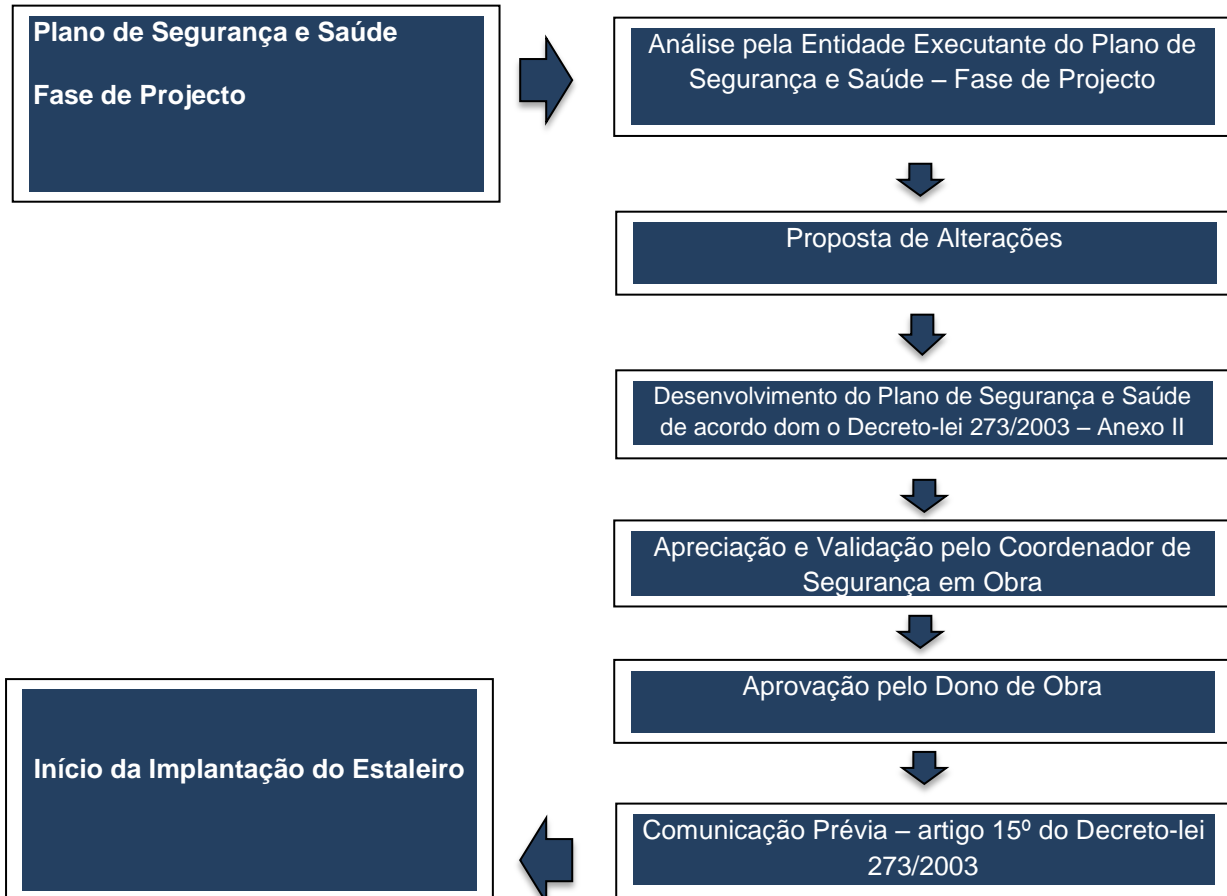 Plano de Segurança e Saúde
Fase de Projecto
Análise pela Entidade Executante do Plano de
Segurança e Saúde – Fase de Projecto
Proposta de Alterações
Desenvolvimento do Plano de Segurança e Saúde
de acordo dom o Decreto-lei 273/2003 – Anexo II
Apreciação e Validação pelo Coordenador de
Segurança em Obra
Aprovação pelo Dono de Obra
Comunicação Prévia – artigo 15º do Decreto-lei
273/2003
Início da Implantação do Estaleiro